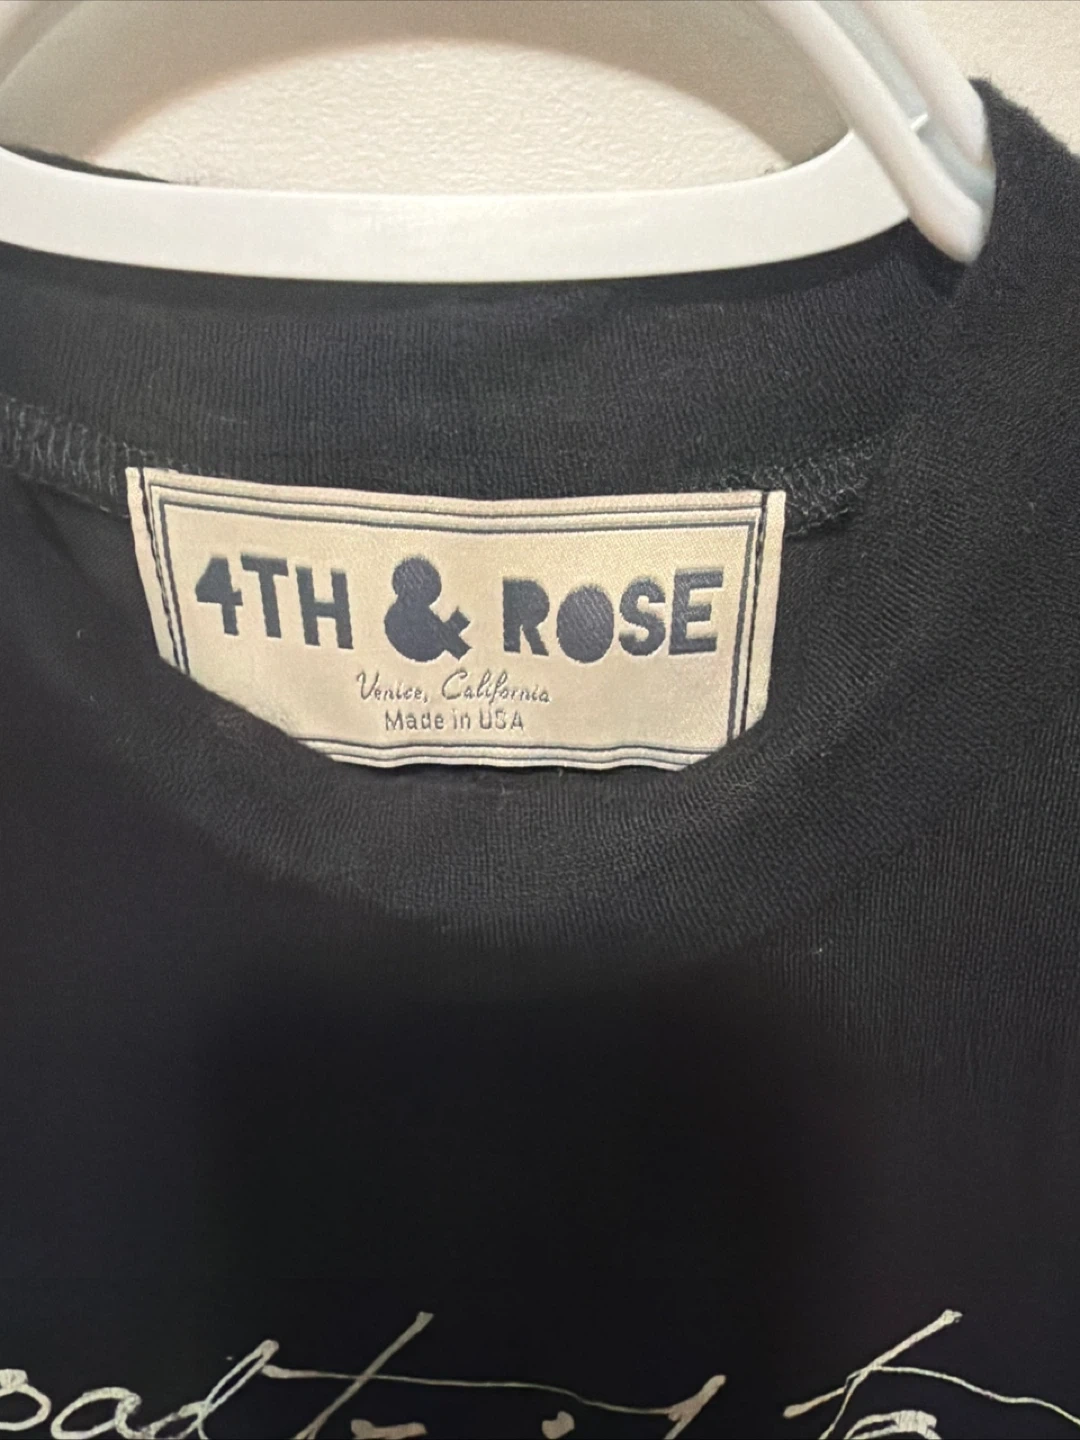 4TH & ROSE
Venice, California
Made in USA